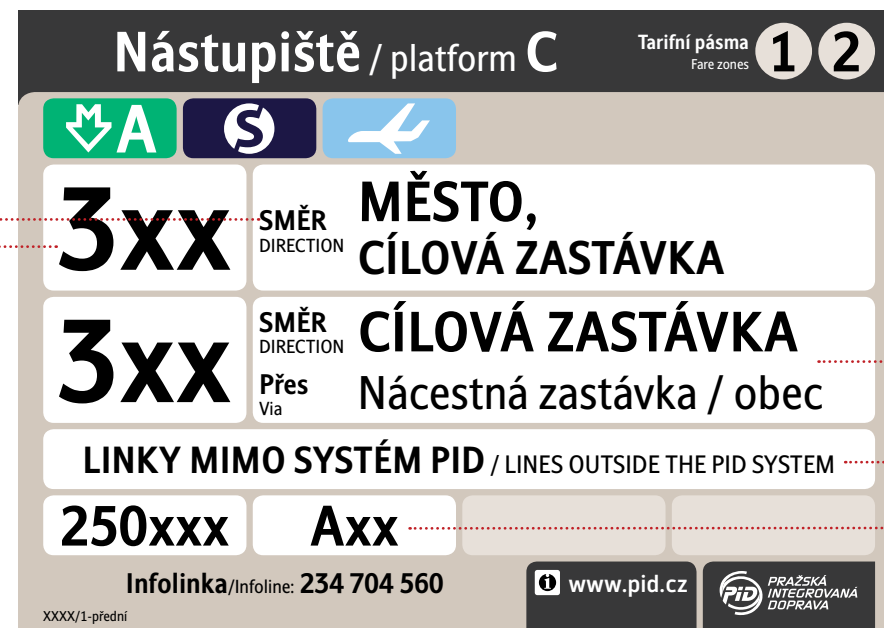 Nástupiště / platform C
Tarifní pásma
Fare zones
1 2
M A S
3xx
SMĚR
DIRECTION
MĚSTO,
CÍLOVÁ ZASTÁVKA
3xx
SMĚR
DIRECTION
CÍLOVÁ ZASTÁVKA
Přes
Via
Nácestná zastávka / obec
LINKY MIMO SYSTÉM PID / LINES OUTSIDE THE PID SYSTEM
250xxx Axx
Infolinka/Infoline: 234 704 560
www.pid.cz
PID
PRAŽSKÁ
INTEGROVANÁ
DOPRAVA
XXXX/1-přední